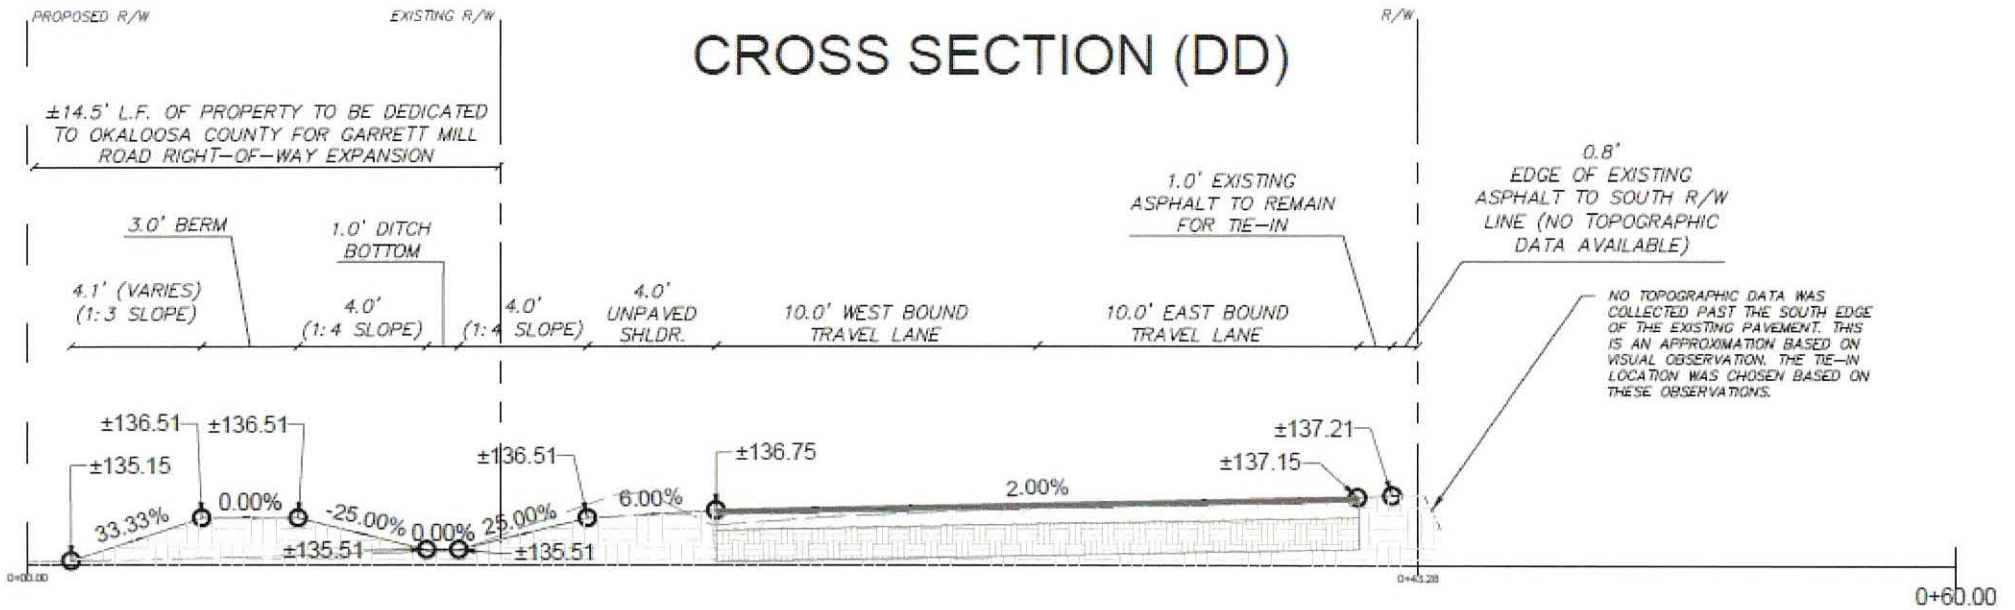 PROPOSED R/W
EXISTING R/W
R/W
CROSS SECTION (DD)
±14.5' L.F. OF PROPERTY TO BE DEDICATED
TO OKALOOSA COUNTY FOR GARRETT MILL
ROAD RIGHT-OF-WAY EXPANSION
3.0' BERM
1.0' DITCH
BOTTOM
1.0' EXISTING
ASPHALT TO REMAIN
FOR TIE-IN
0.8'
EDGE OF EXISTING
ASPHALT TO SOUTH R/W
LINE (NO TOPOGRAPHIC
DATA AVAILABLE)
4.1' (VARIES)
(1:3 SLOPE)
4.0'
(1:4 SLOPE)
4.0'
(1:4 SLOPE)
4.0'
UNPAVED
SHLDR.
10.0' WEST BOUND
TRAVEL LANE
10.0' EAST BOUND
TRAVEL LANE
NO TOPOGRAPHIC DATA WAS
COLLECTED PAST THE SOUTH EDGE
OF THE EXISTING PAVEMENT. THIS
IS AN APPROXIMATION BASED ON
VISUAL OBSERVATION. THE TIE-IN
LOCATION WAS CHOSEN BASED ON
THESE OBSERVATIONS.
±136.51
±136.51
±135.15
±136.51
±136.75
±137.21
±137.15
33.33%
0.00%
-25.00%
0.00%
25.00%
6.00%
2.00%
±135.51
±135.51
0+00.00
0+43.28
0+60.00